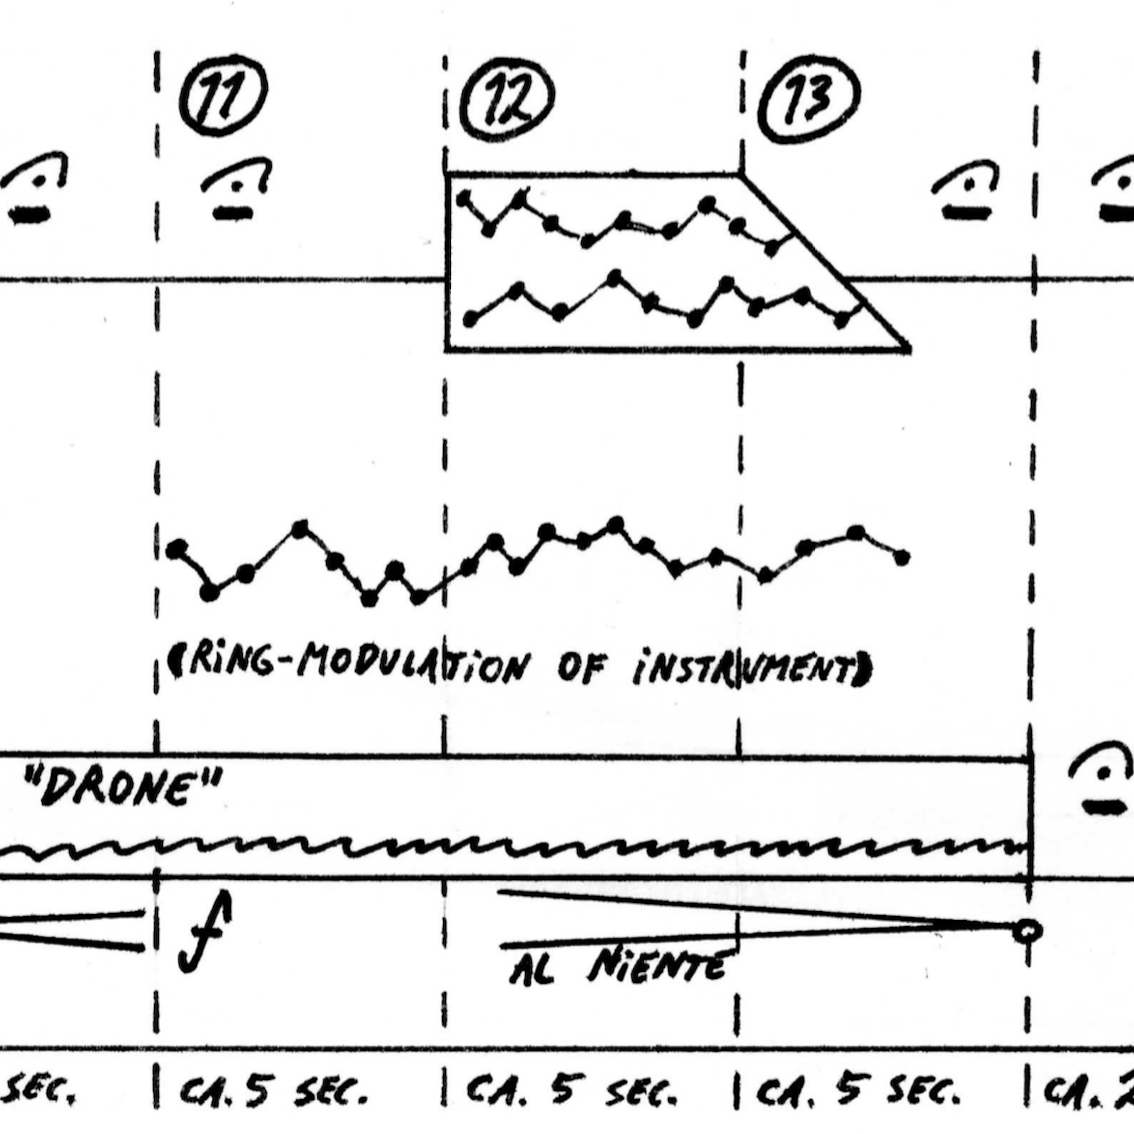 11 12 13
(RiNG-MODULATiON OF iNSTRUMENT)
"DRONE"
f
AL NiENTE
SEC. CA. 5 SEC. CA. 5 SEC. CA. 5 SEC. CA.